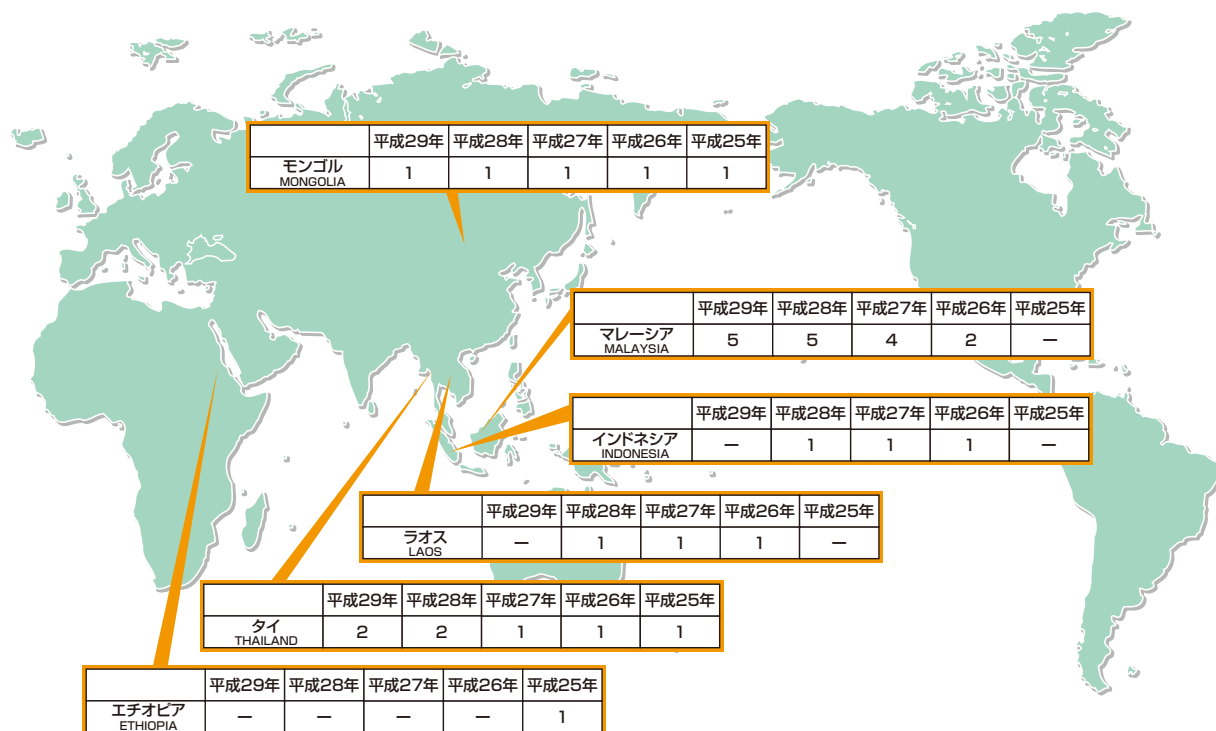 平成29年 平成28年 平成27年 平成26年 平成25年
モンゴル
MONGOLIA
1 1 1 1 1
平成29年 平成28年 平成27年 平成26年 平成25年
マレーシア
MALAYSIA
5 5 4 2 ー
平成29年 平成28年 平成27年 平成26年 平成25年
インドネシア
INDONESIA
ー 1 1 1 ー
平成29年 平成28年 平成27年 平成26年 平成25年
ラオス
LAOS
ー 1 1 1 ー
平成29年 平成28年 平成27年 平成26年 平成25年
タイ
THAILAND
2 2 1 1 1
平成29年 平成28年 平成27年 平成26年 平成25年
エチオピア
ETHIOPIA
ー ー ー ー 1